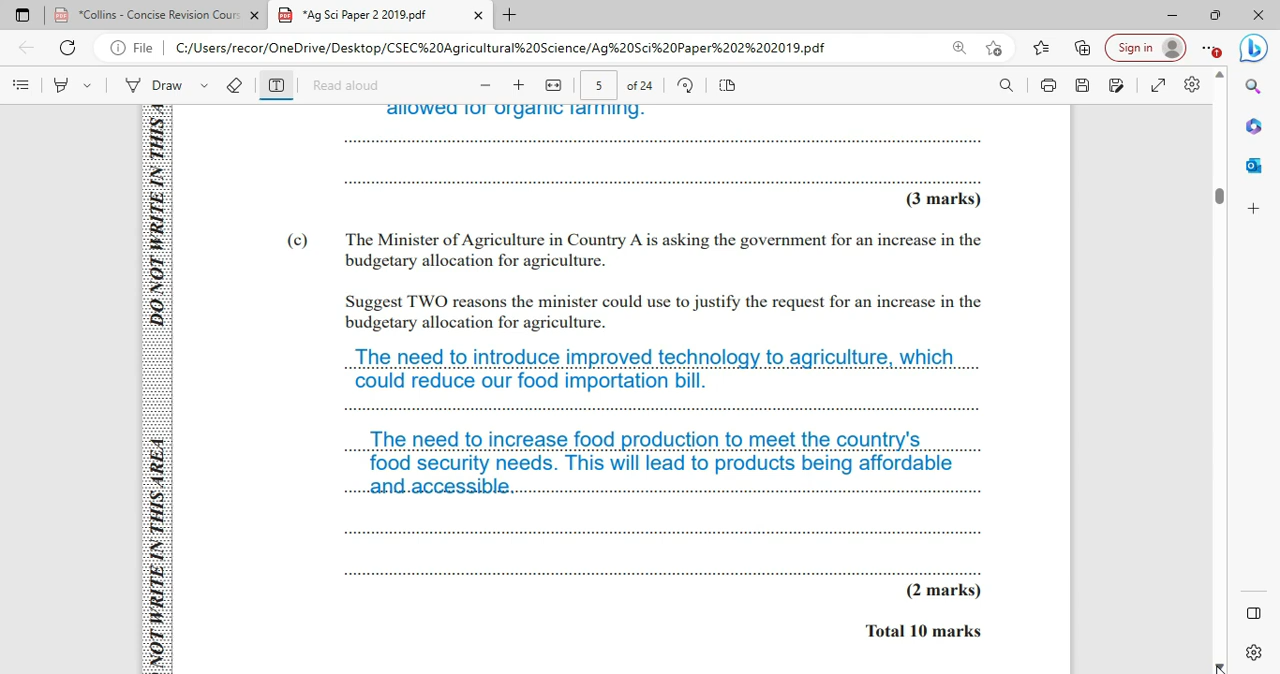 *Collins - Concise Revision Cours
*Ag Sci Paper 2 2019.pdf
File
C:/Users/recor/OneDrive/Desktop/CSEC%20Agricultural%20Science/Ag%20Sci%20Paper%202%202019.pdf
Sign in
Draw
Read aloud
5
of 24
allowed for organic farming.
(3 marks)
(c)
The Minister of Agriculture in Country A is asking the government for an increase in the
budgetary allocation for agriculture.
Suggest TWO reasons the minister could use to justify the request for an increase in the
budgetary allocation for agriculture.
The need to introduce improved technology to agriculture, which
could reduce our food importation bill.
The need to increase food production to meet the country's
food security needs. This will lead to products being affordable
and accessible.
(2 marks)
Total 10 marks
DO NOT WRITE IN THIS A
NOT WRITE IN THIS AREA